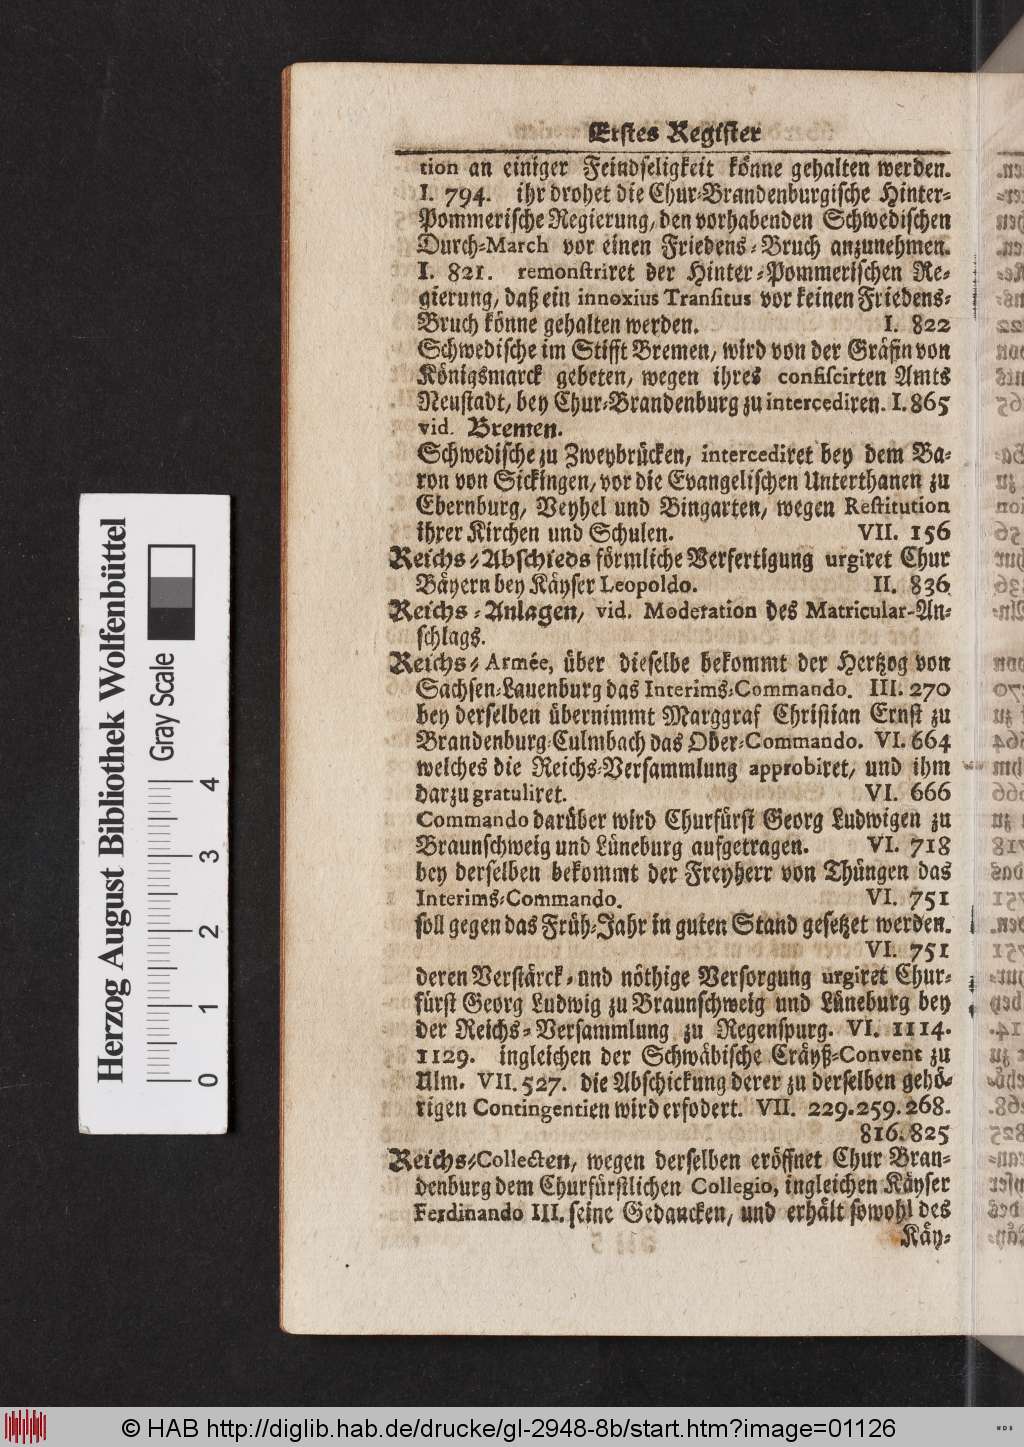 Erstes Register
tion an einiger Feindseligkeit könne gehalten werden.
I. 794. ihr drohet die Chur-Brandenburgische Hinter-
Pommerische Regierung, den vorhabenden Schwedischen
Durch-March vor einen Friedens-Bruch anzunehmen.
I. 821. remonstriret der Hinter-Pommerischen Re-
gierung, daß ein innoxius Transitus vor keinen Friedens-
Bruch könne gehalten werden. I. 822
Schwedische im Stifft Bremen, wird von der Gräfin von
Königsmarck gebeten, wegen ihres confiscirten Amts
Neustadt, bey Chur-Brandenburg zu intercediren. I. 865
vid. Bremen.
Schwedische zu Zweybrücken, intercediret bey dem Ba-
ron von Sickingen, vor die Evangelischen Unterthanen zu
Ebernburg, Veyhel und Bingarten, wegen Restitution
ihrer Kirchen und Schulen. VII. 156
Reichs-Abschieds förmliche Verfertigung urgiret Chur
Bäyern bey Käyser Leopoldo. II. 836
Reichs-Anlagen, vid. Moderation des Matricular-An-
schlags.
Reichs-Armée, über dieselbe bekommt der Hertzog von
Sachsen-Lauenburg das Interims-Commando. III. 270
bey derselben übernimmt Marggraf Christian Ernst zu
Brandenburg-Culmbach das Ober-Commando. VI. 664
welches die Reichs-Versammlung approbiret, und ihm
darzu gratuliret. VI. 666
Commando darüber wird Churfürst Georg Ludwigen zu
Braunschweig und Lüneburg aufgetragen. VI. 718
bey derselben bekommt der Freyherr von Thüngen das
Interims-Commando. VI. 751
soll gegen das Früh-Jahr in guten Stand gesetzet werden.
VI. 751
deren Verstärck- und nöthige Versorgung urgiret Chur-
fürst Georg Ludwig zu Braunschweig und Lüneburg bey
der Reichs-Versammlung zu Regenspurg. VI. 1114.
1129. ingleichen der Schwäbische Cräyß-Convent zu
Ulm. VII. 527. die Abschickung derer zu derselben gehö-
rigen Contingentien wird erfodert. VII. 229. 259. 268.
816. 825
Reichs-Collecten, wegen derselben eröffnet Chur Bran-
denburg dem Churfürstlichen Collegio, ingleichen Käyser
Ferdinando III. seine Gedancken, und erhält sowohl des
Käy-
Herzog August Bibliothek Wolfenbüttel
Gray Scale
0 1 2 3 4
© HAB http://diglib.hab.de/drucke/gl-2948-8b/start.htm?image=01126